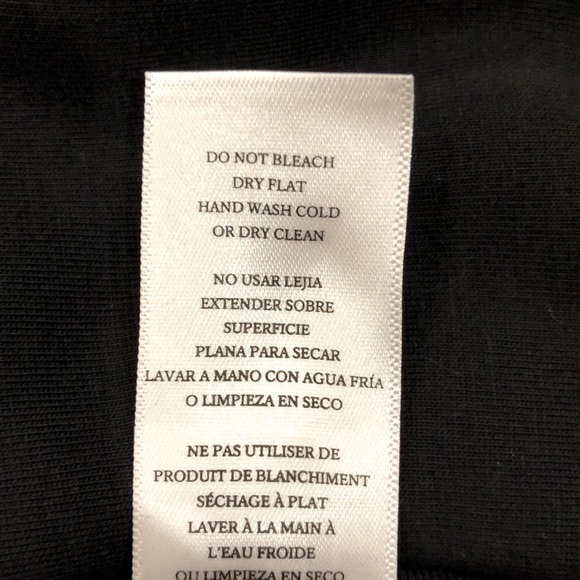 DO NOT BLEACH
DRY FLAT
HAND WASH COLD
OR DRY CLEAN
NO USAR LEJIA
EXTENDER SOBRE
SUPERFICIE
PLANA PARA SECAR
LAVAR A MANO CON AGUA FRÍA
O LIMPIEZA EN SECO
NE PAS UTILISER DE
PRODUIT DE BLANCHIMENT
SÉCHAGE À PLAT
LAVER À LA MAIN À
L'EAU FROIDE
OU LIMPIEZA EN SECO